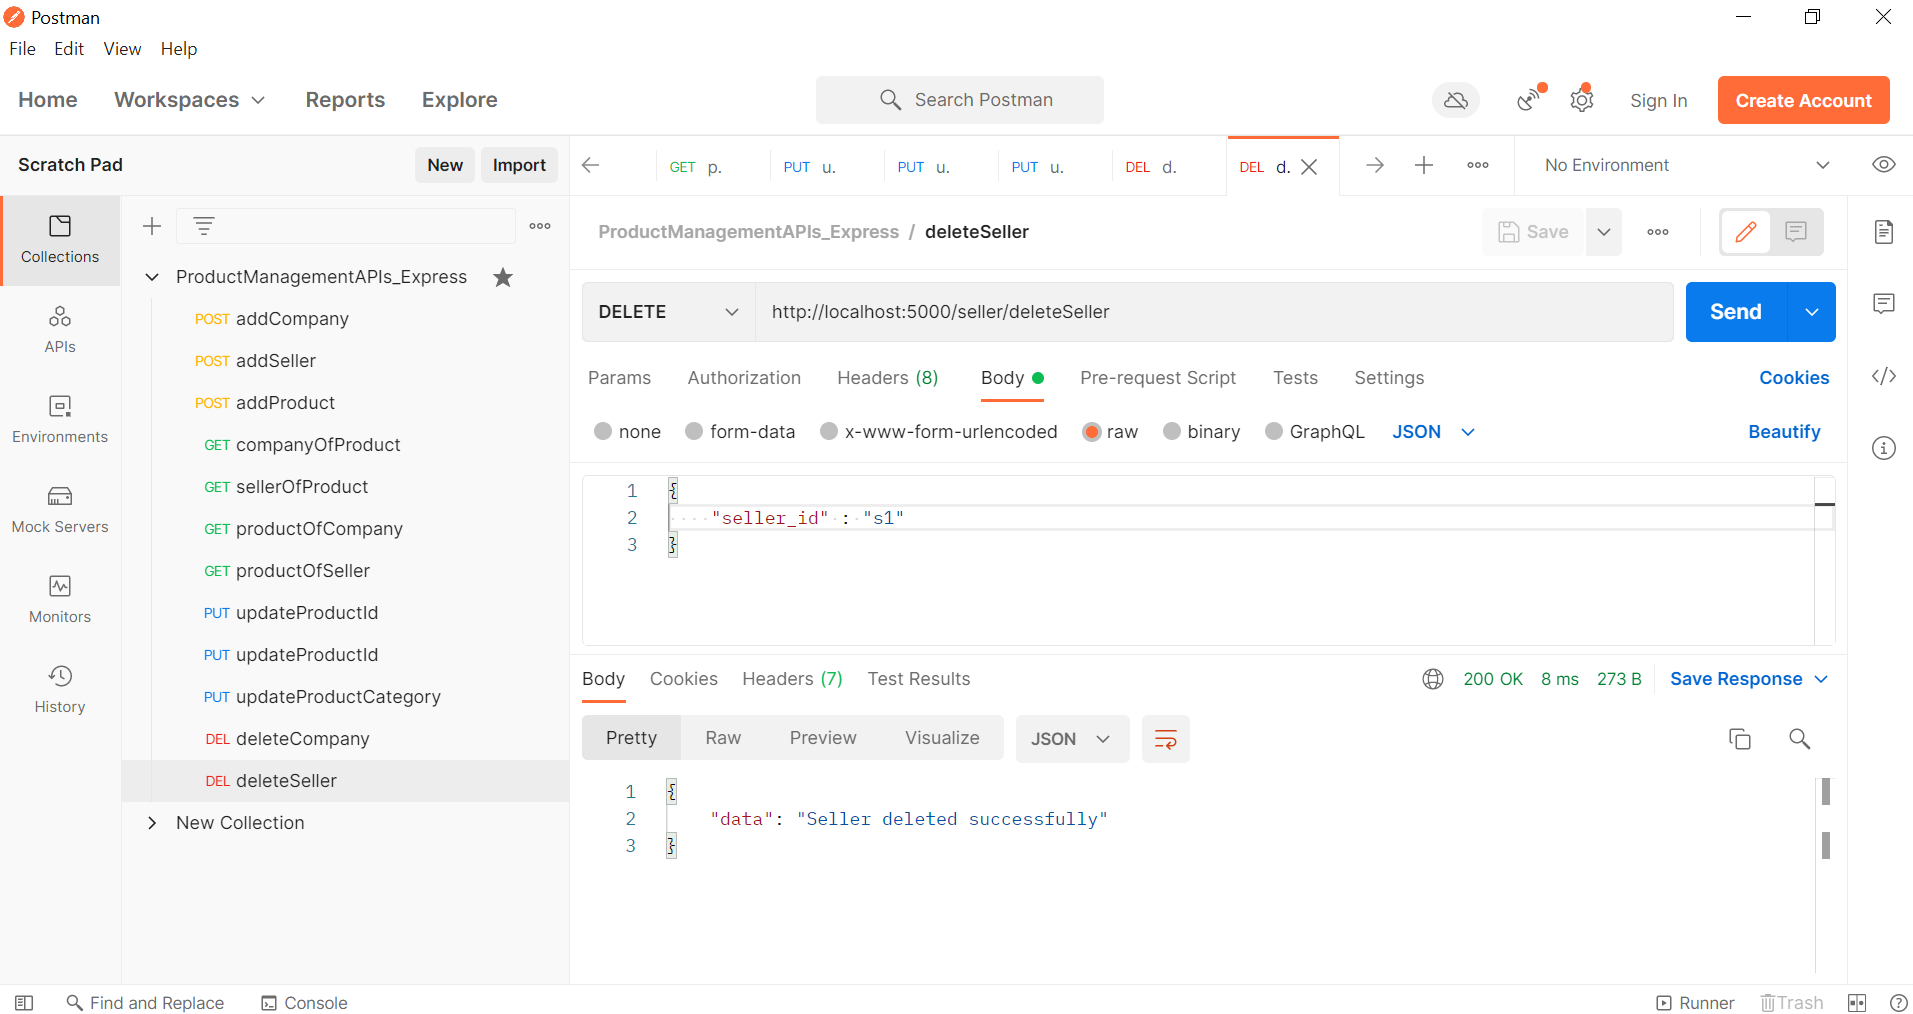 Postman
File Edit View Help
Home Workspaces Reports Explore Search Postman Sign In Create Account
Scratch Pad New Import GET p. PUT u. PUT u. PUT u. DEL d. DEL d. No Environment
Collections
APIs
Environments
Mock Servers
Monitors
History
ProductManagementAPIs_Express
POST addCompany
POST addSeller
POST addProduct
GET companyOfProduct
GET sellerOfProduct
GET productOfCompany
GET productOfSeller
PUT updateProductId
PUT updateProductId
PUT updateProductCategory
DEL deleteCompany
DEL deleteSeller
New Collection
ProductManagementAPIs_Express / deleteSeller Save
DELETE http://localhost:5000/seller/deleteSeller Send
Params Authorization Headers (8) Body Pre-request Script Tests Settings Cookies
none form-data x-www-form-urlencoded raw binary GraphQL JSON Beautify
1 {
2 "seller_id" : "s1"
3 }
Body Cookies Headers (7) Test Results 200 OK 8 ms 273 B Save Response
Pretty Raw Preview Visualize JSON
1 {
2 "data": "Seller deleted successfully"
3 }
Find and Replace Console Runner Trash